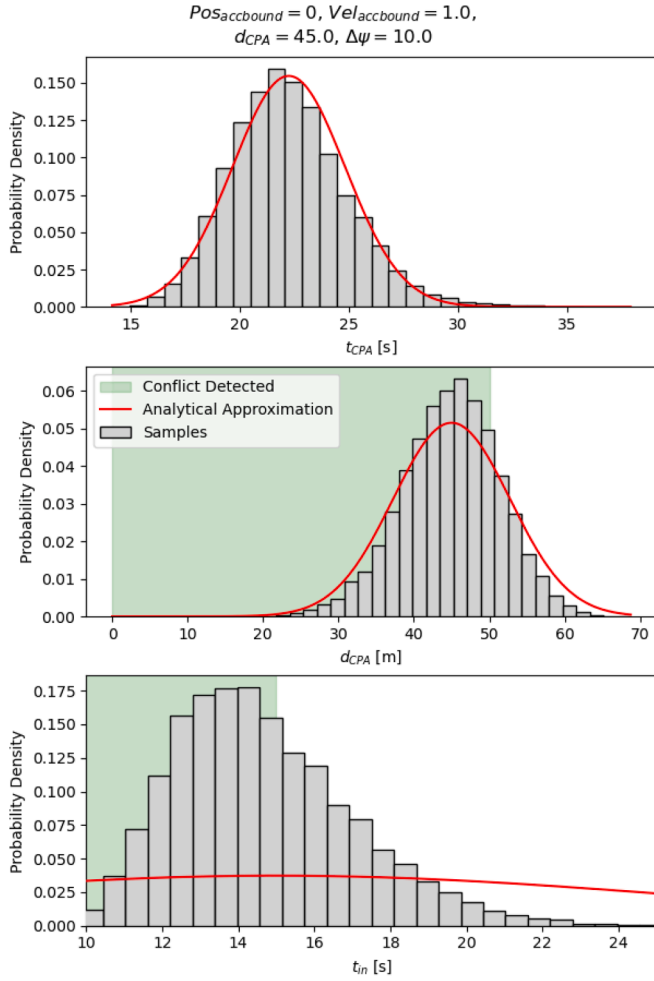 Pos_accbound = 0, Vel_accbound = 1.0,
d_CPA = 45.0, Δψ = 10.0
Probability Density
0.150
0.125
0.100
0.075
0.050
0.025
0.000
15 20 25 30 35
t_CPA [s]
Probability Density
0.06
0.05
0.04
0.03
0.02
0.01
0.00
Conflict Detected
Analytical Approximation
Samples
0 10 20 30 40 50 60 70
d_CPA [m]
Probability Density
0.175
0.150
0.125
0.100
0.075
0.050
0.025
0.000
10 12 14 16 18 20 22 24
t_in [s]